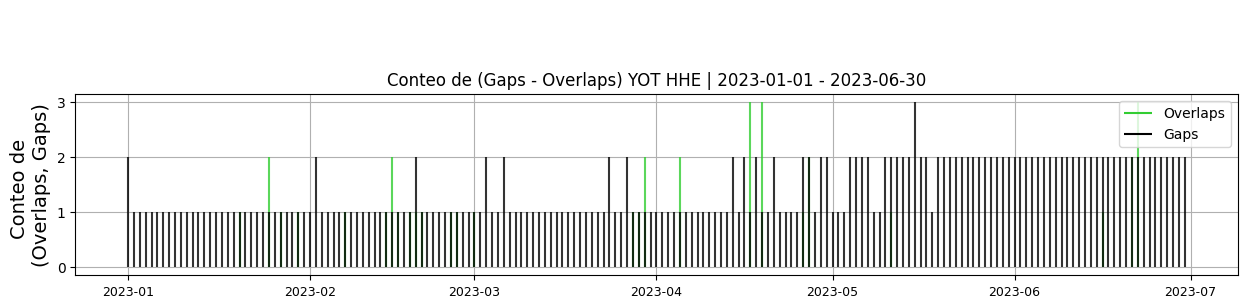 Conteo de (Gaps - Overlaps) YOT HHE | 2023-01-01 - 2023-06-30
Conteo de
(Overlaps, Gaps)
3
2
1
0
Overlaps
Gaps
2023-01
2023-02
2023-03
2023-04
2023-05
2023-06
2023-07